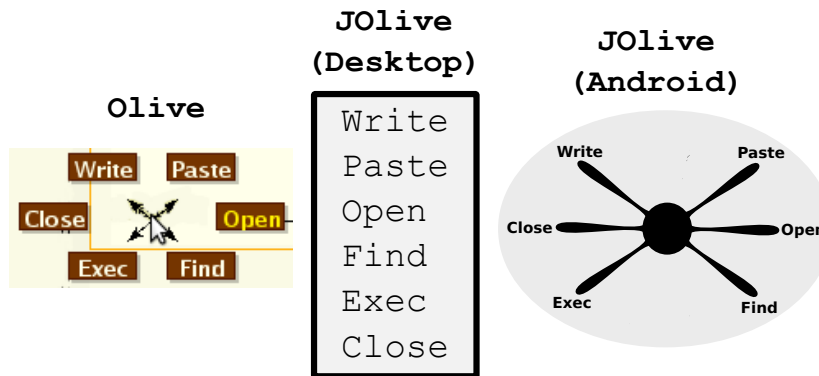 Olive
Write Paste
Close Open
Exec Find
JOlive
(Desktop)
Write
Paste
Open
Find
Exec
Close
JOlive
(Android)
Write Paste
Close Open
Exec Find